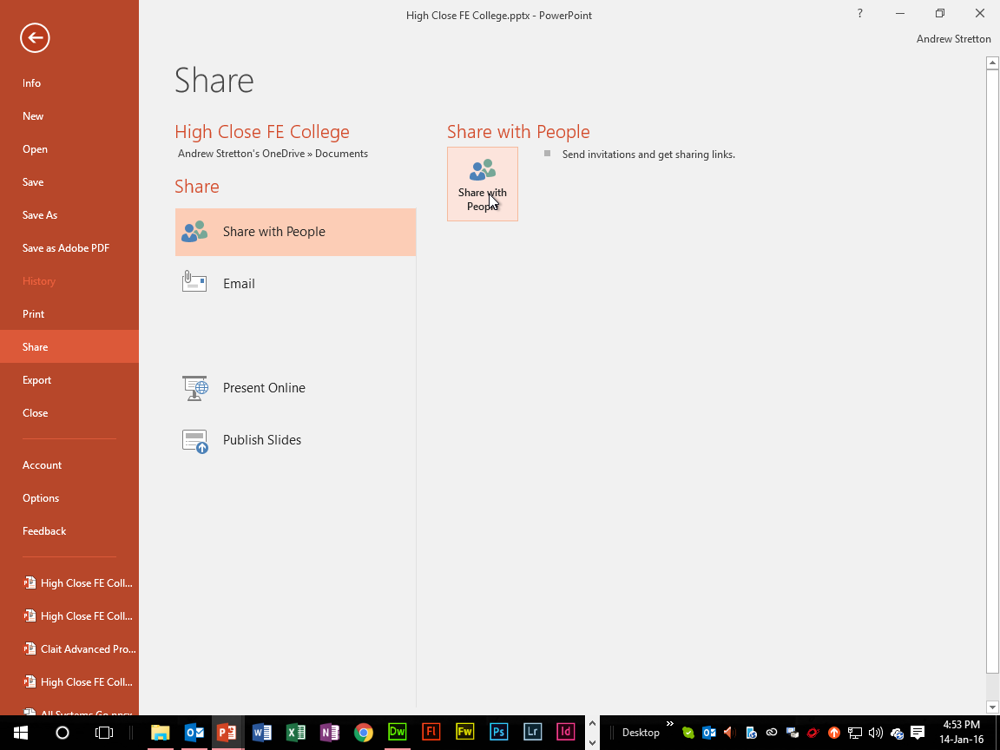 High Close FE College.pptx - PowerPoint
?
Andrew Stretton
Info
New
Open
Save
Save As
Save as Adobe PDF
History
Print
Share
Export
Close
Account
Options
Feedback
High Close FE Coll...
High Close FE Coll...
Clait Advanced Pro...
High Close FE Coll...
All Systems Go.ppsx
Share
High Close FE College
Andrew Stretton's OneDrive » Documents
Share
Share with People
Email
Present Online
Publish Slides
Share with People
Share with
People
Send invitations and get sharing links.
Dw
Fl
Fw
Ps
Lr
Id
Desktop
4:53 PM
14-Jan-16